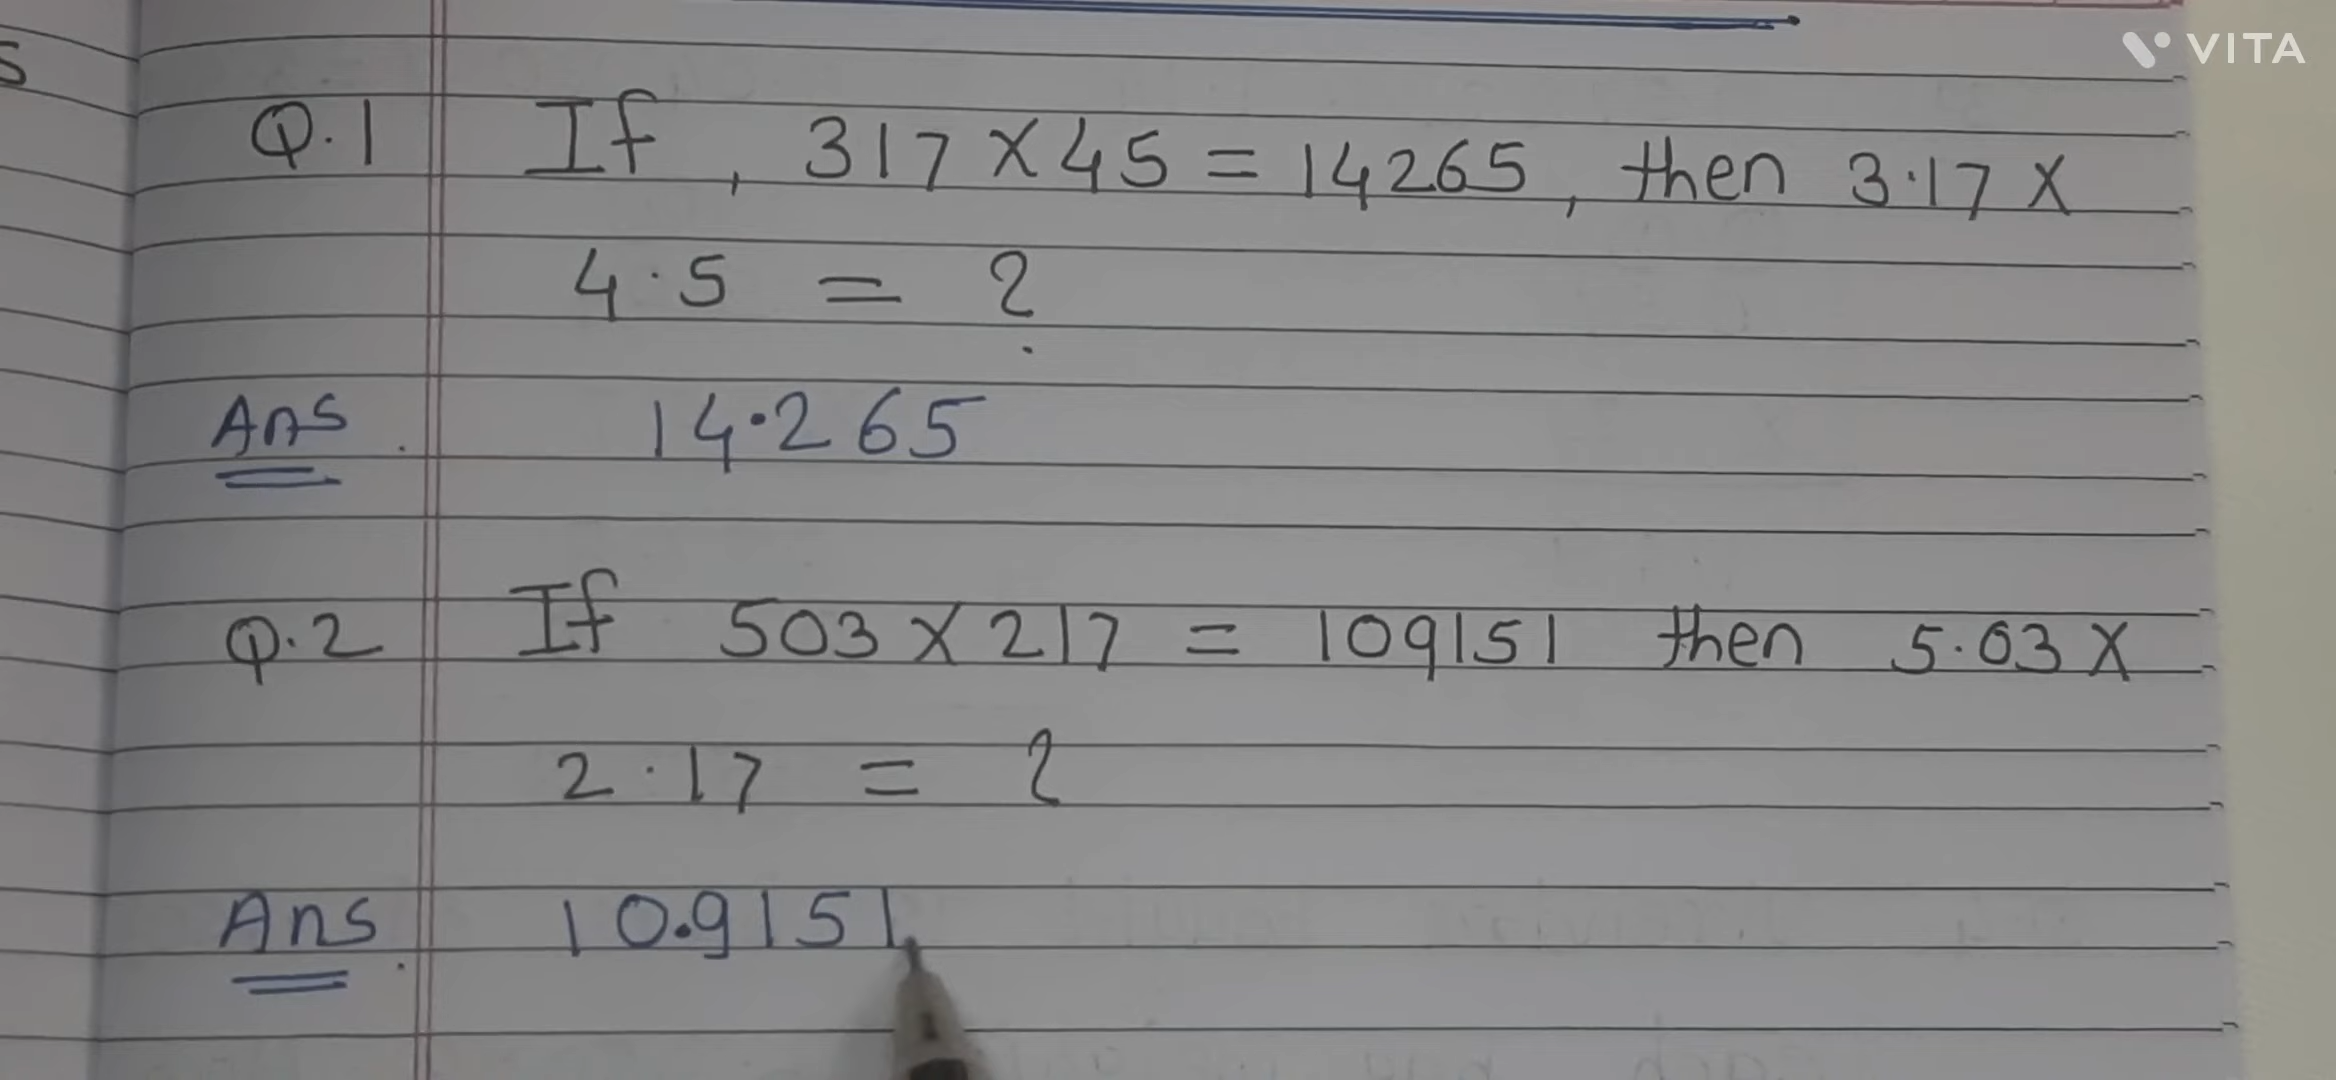 VITA
5
Q.1 If, 317 X 45 = 14265, then 3.17 X
4.5 = ?
Ans. 14.265
Q.2 If 503 X 217 = 109151 then 5.03 X
2.17 = ?
Ans. 10.9151